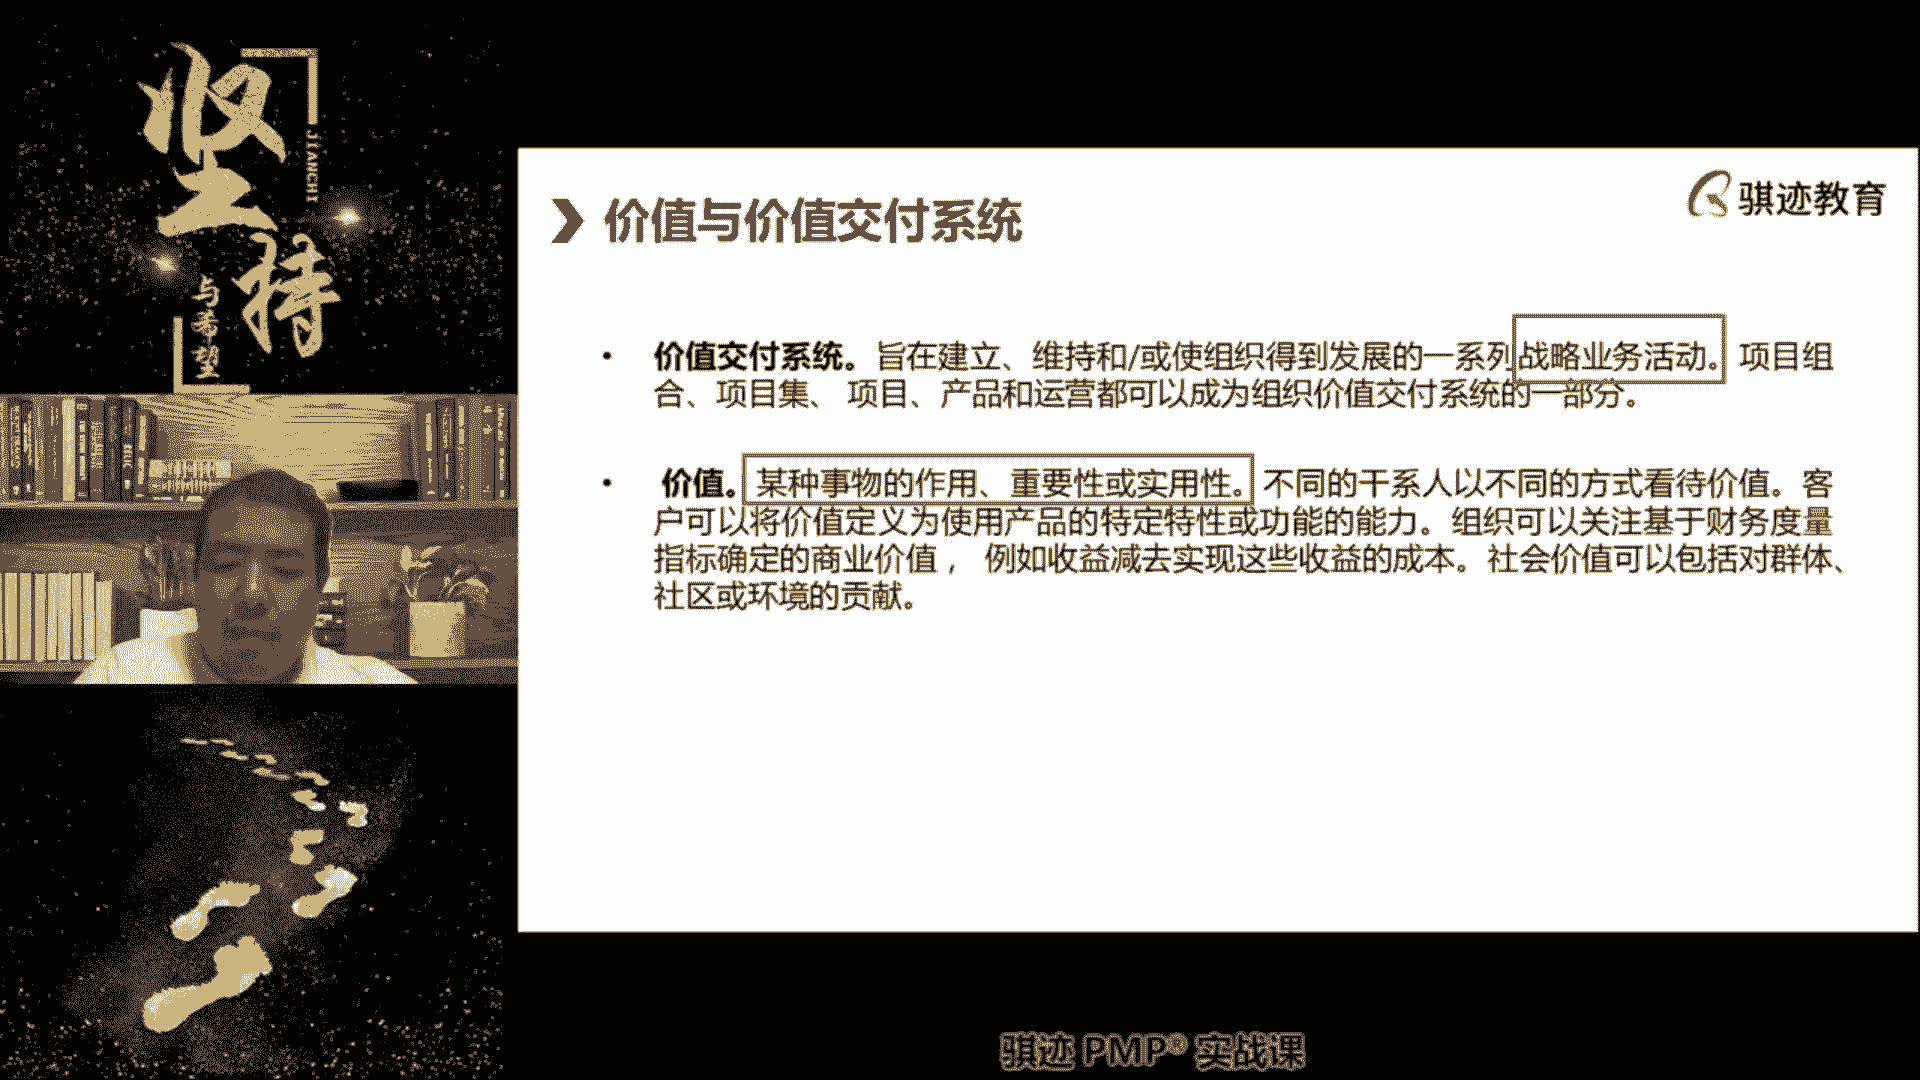 坚持
JIANCHI
与希望
骐迹教育
价值与价值交付系统
• 价值交付系统。旨在建立、维持和/或使组织得到发展的一系列战略业务活动。项目组
合、项目集、 项目、产品和运营都可以成为组织价值交付系统的一部分。
• 价值。某种事物的作用、重要性或实用性。不同的干系人以不同的方式看待价值。客
户可以将价值定义为使用产品的特定特性或功能的能力。组织可以关注基于财务度量
指标确定的商业价值， 例如收益减去实现这些收益的成本。社会价值可以包括对群体、
社区或环境的贡献。
骐迹 PMP® 实战课